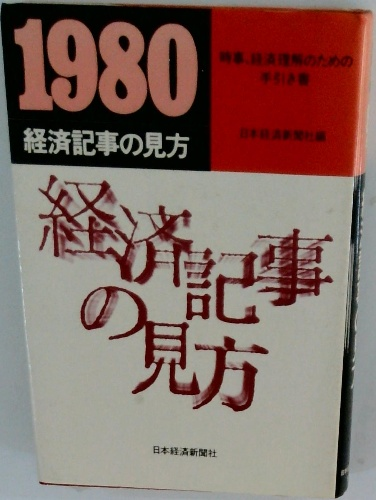 1980
経済記事の見方
時事、経済理解のための
手引き書
日本経済新聞社編
経済記事
の見方
日本経済新聞社